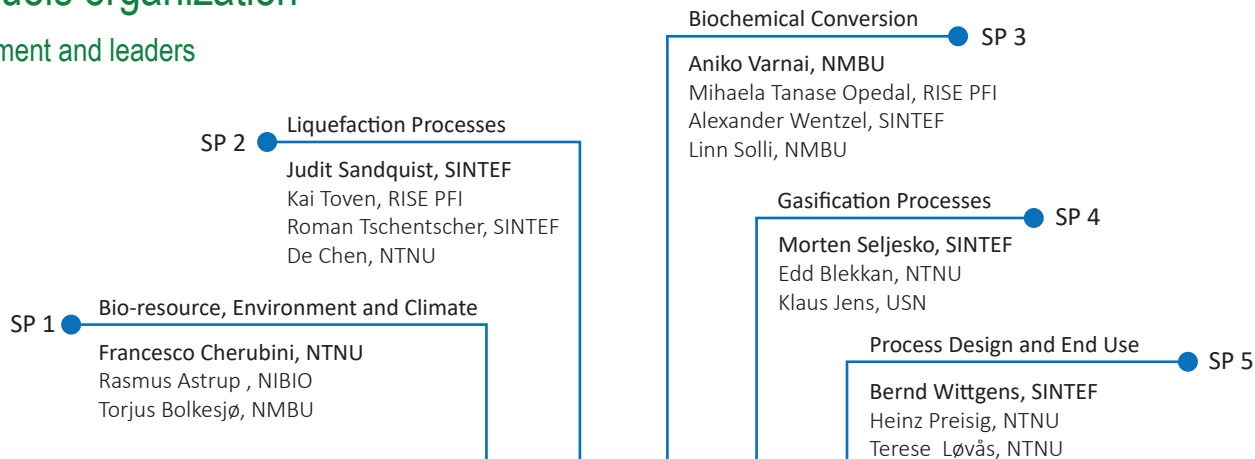 organization
ment and leaders
Biochemical Conversion
SP 3
Aniko Varnai, NMBU
Mihaela Tanase Opedal, RISE PFI
Alexander Wentzel, SINTEF
Linn Solli, NMBU
SP 2
Liquefaction Processes
Judit Sandquist, SINTEF
Kai Toven, RISE PFI
Roman Tschentscher, SINTEF
De Chen, NTNU
Gasification Processes
SP 4
Morten Seljesko, SINTEF
Edd Blekkan, NTNU
Klaus Jens, USN
SP 1
Bio-resource, Environment and Climate
Francesco Cherubini, NTNU
Rasmus Astrup , NIBIO
Torjus Bolkesjø, NMBU
Process Design and End Use
SP 5
Bernd Wittgens, SINTEF
Heinz Preisig, NTNU
Terese Løvås, NTNU